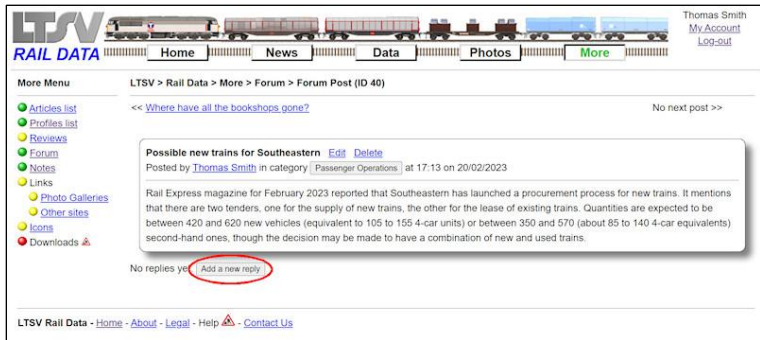 LTSV
RAIL DATA
Home
News
Data
Photos
More
Thomas Smith
My Account
Log-out
More Menu
Articles list
Profiles list
Reviews
Forum
Notes
Links
Photo Galleries
Other sites
Icons
Downloads
LTSV > Rail Data > More > Forum > Forum Post (ID 40)
<< Where have all the bookshops gone?
No next post >>
Possible new trains for Southeastern Edit Delete
Posted by Thomas Smith in category Passenger Operations at 17:13 on 20/02/2023
Rail Express magazine for February 2023 reported that Southeastern has launched a procurement process for new trains. It mentions
that there are two tenders, one for the supply of new trains, the other for the lease of existing trains. Quantities are expected to be
between 420 and 620 new vehicles (equivalent to 105 to 155 4-car units) or between 350 and 570 (about 85 to 140 4-car equivalents)
second-hand ones, though the decision may be made to have a combination of new and used trains.
No replies yet Add a new reply
LTSV Rail Data - Home - About - Legal - Help - Contact Us